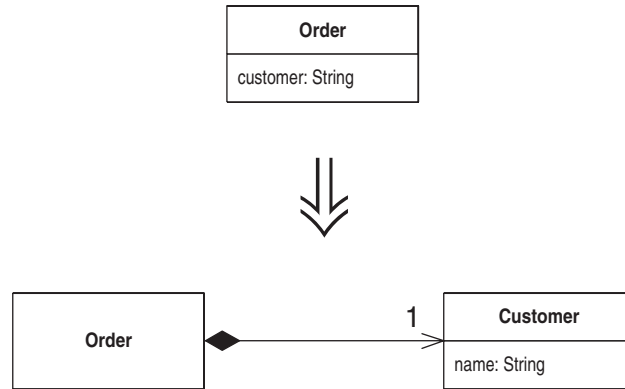 Order
customer: String
1
Customer
Order
name: String